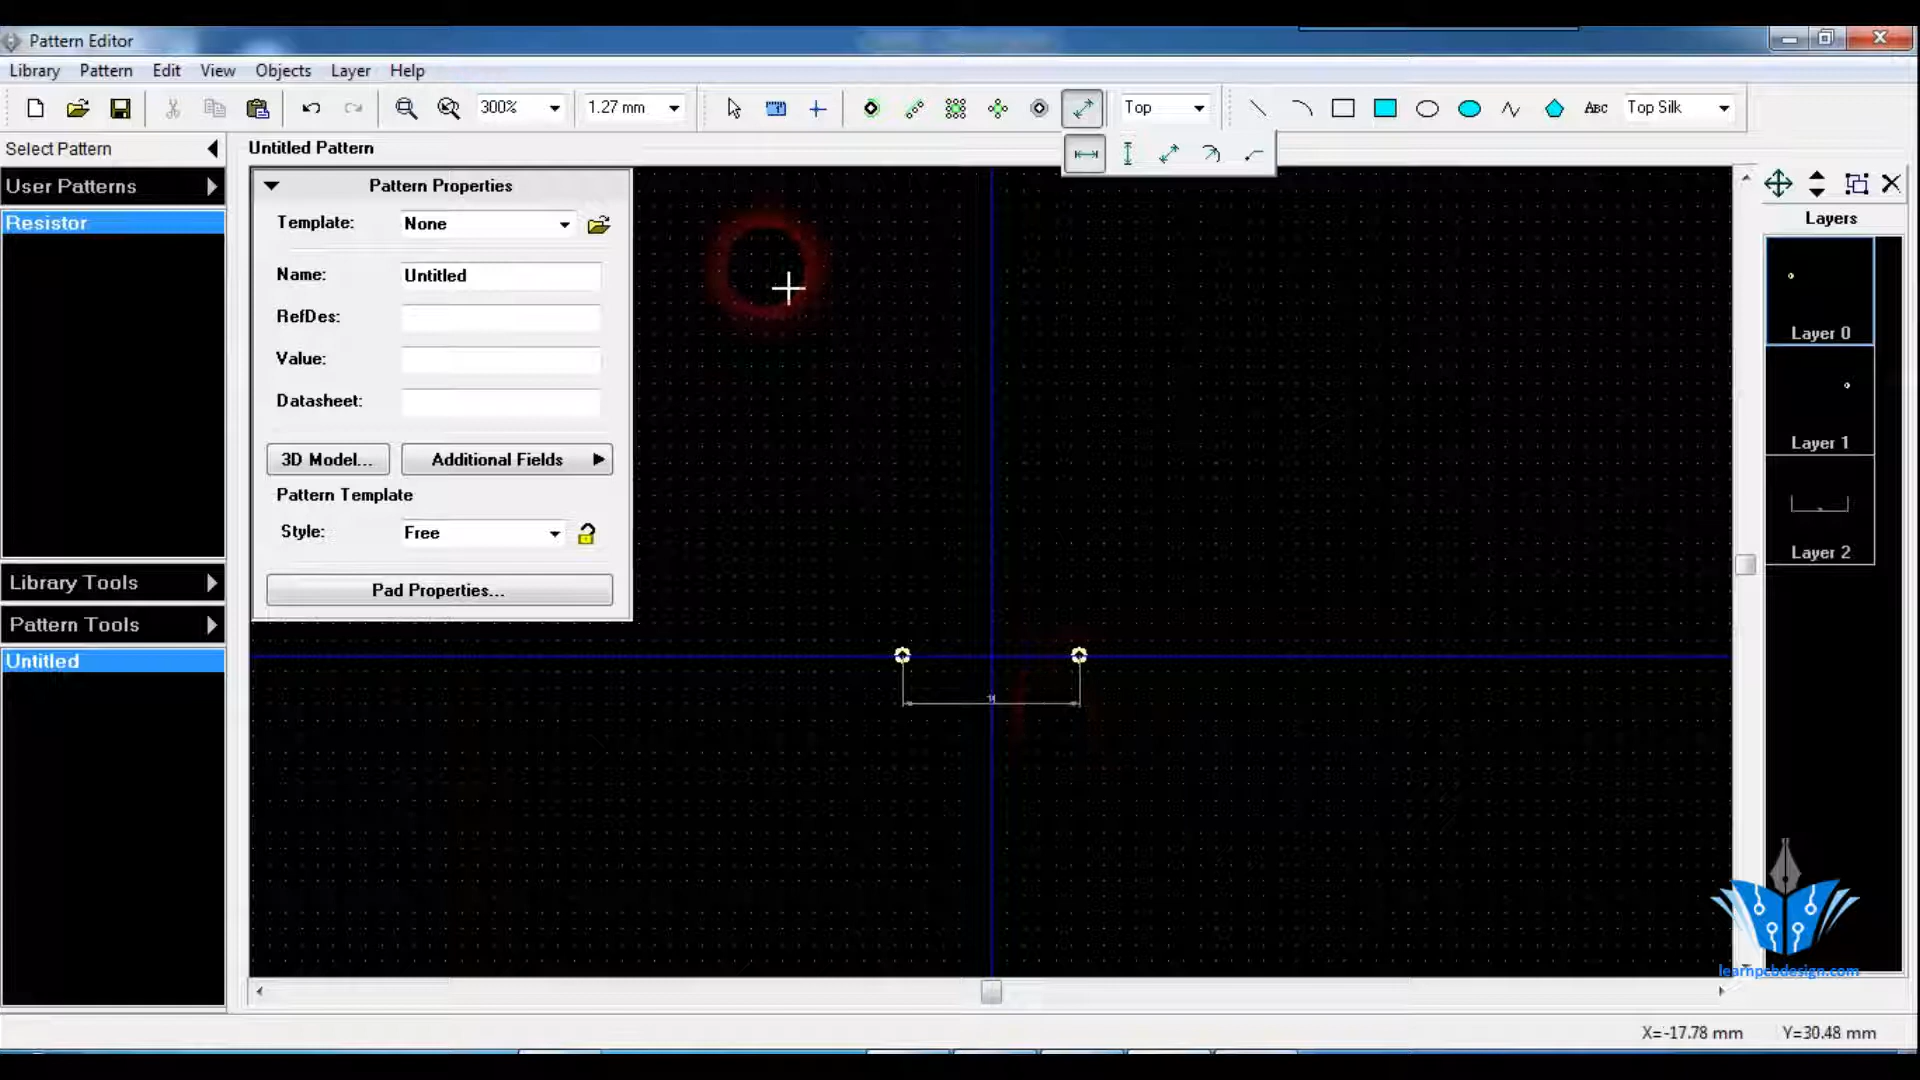 Pattern Editor
Library Pattern Edit View Objects Layer Help
300% 1.27 mm Top ABC Top Silk
Select Pattern
Untitled Pattern
User Patterns
Resistor
Library Tools
Pattern Tools
Untitled
Pattern Properties
Template: None
Name: Untitled
RefDes:
Value:
Datasheet:
3D Model... Additional Fields
Pattern Template
Style: Free
Pad Properties...
Layers
Layer 0
Layer 1
Layer 2
learnpcbdesign.com
X=-17.78 mm Y=30.48 mm